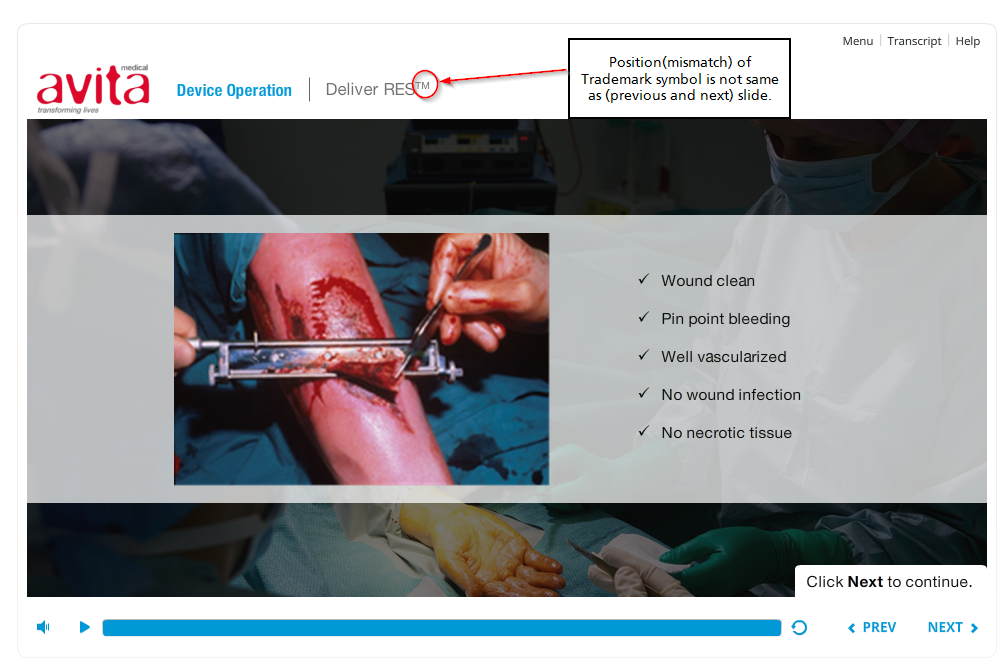 Menu | Transcript | Help
Position(mismatch) of
Trademark symbol is not same
as (previous and next) slide.
medical
avita
transforming lives
Device Operation | Deliver RES™
✓ Wound clean
✓ Pin point bleeding
✓ Well vascularized
✓ No wound infection
✓ No necrotic tissue
Click Next to continue.
PREV NEXT